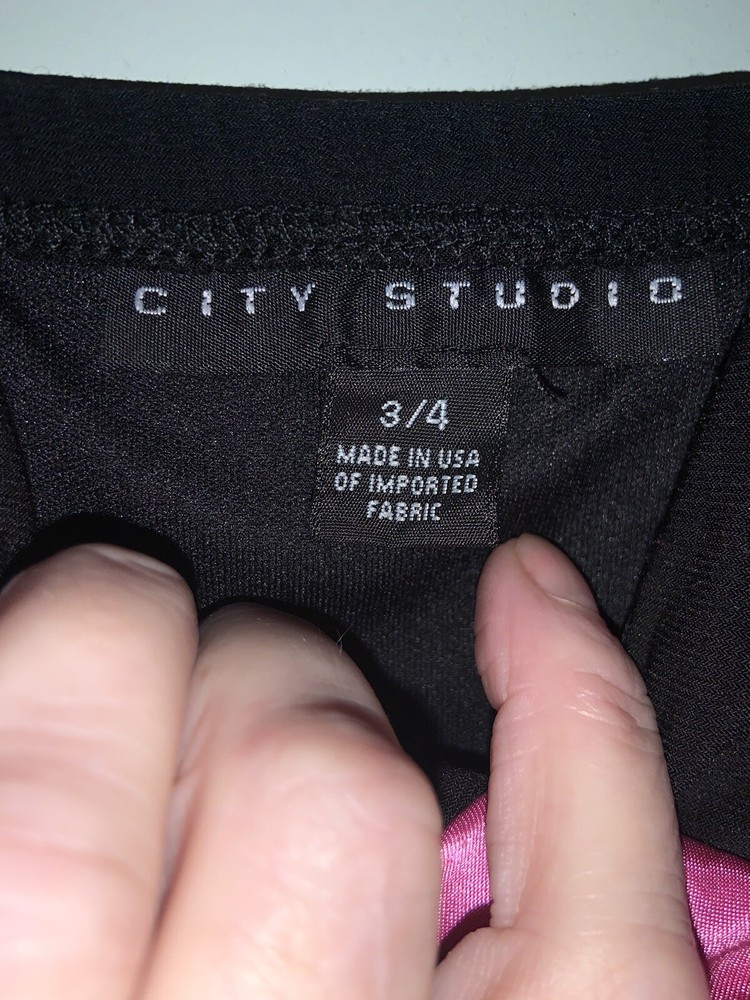 CITY STUDIO
3/4
MADE IN USA
OF IMPORTED
FABRIC